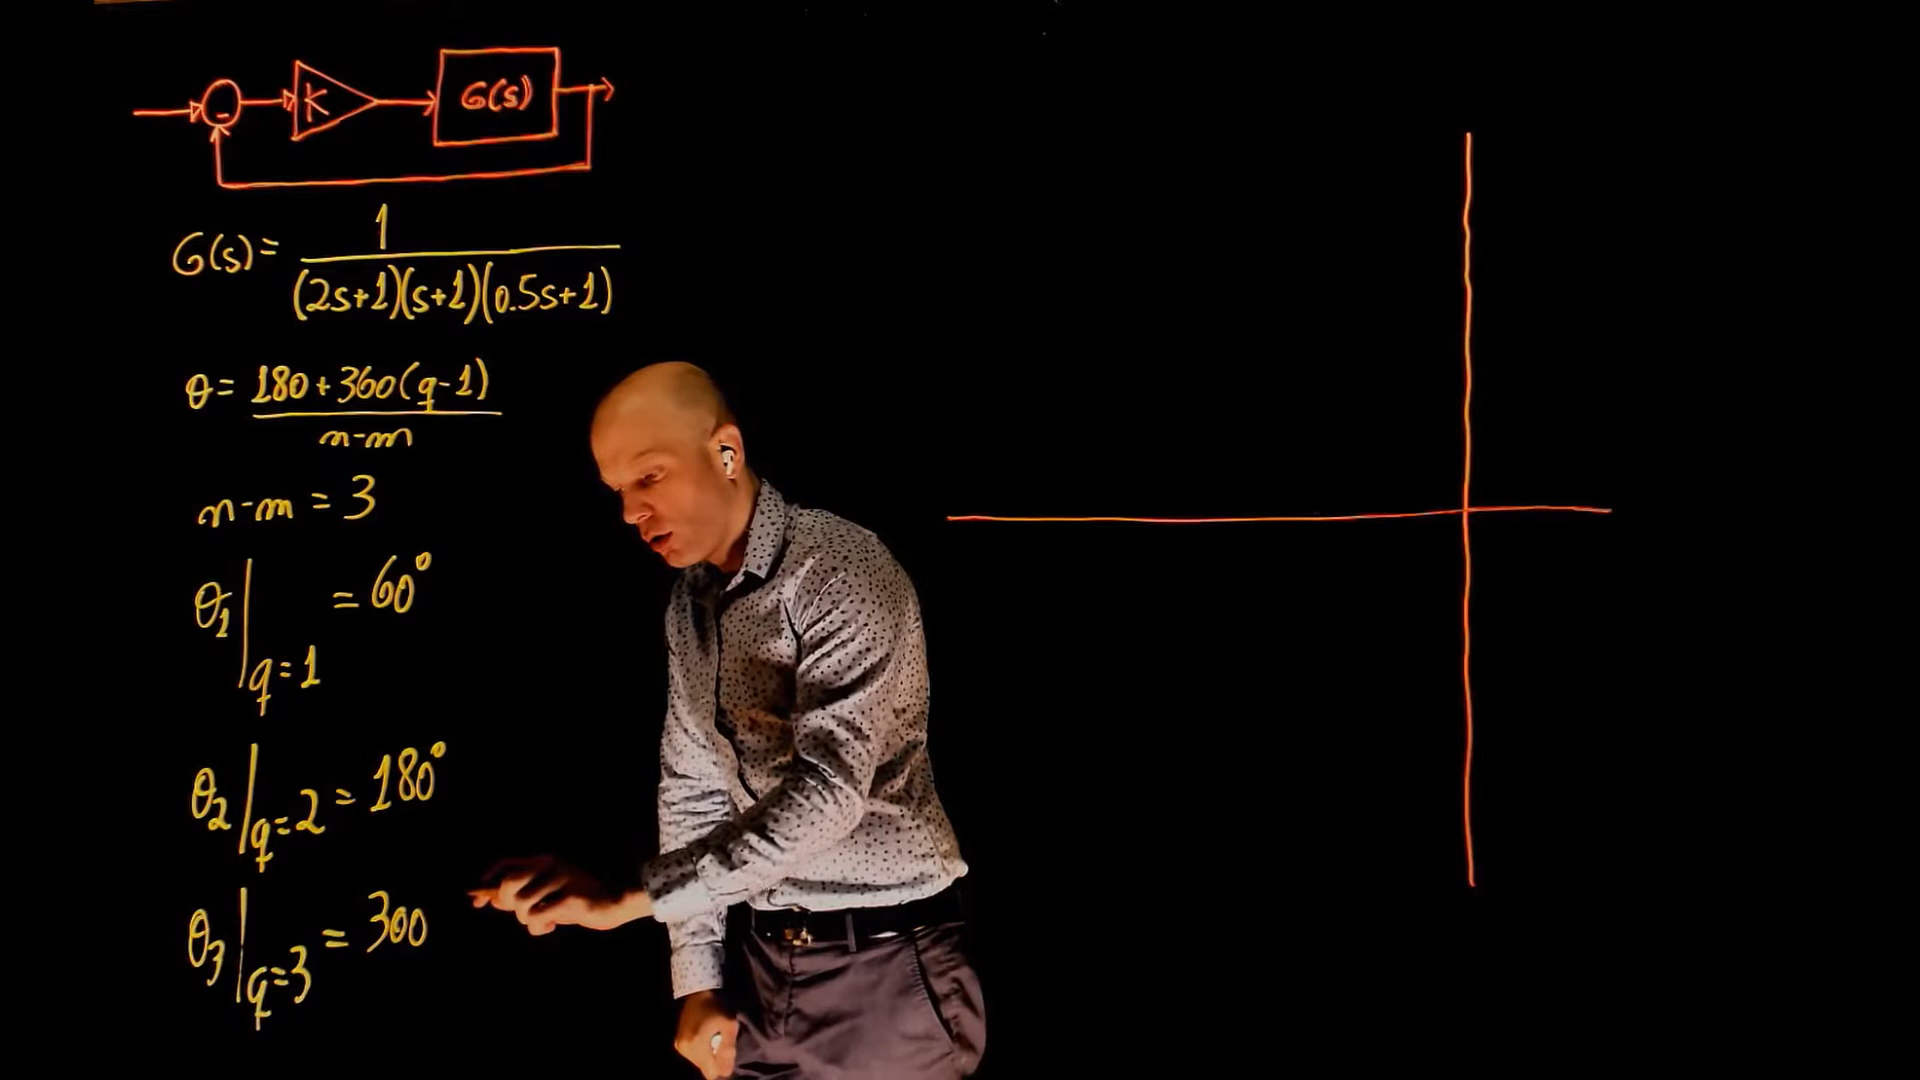 - K G(s)
G(s) = 1 / (2s+1)(s+1)(0.5s+1)
θ = 180 + 360(q-1) / n-m
n-m = 3
θ1 | q=1 = 60°
θ2 | q=2 = 180°
θ3 | q=3 = 300